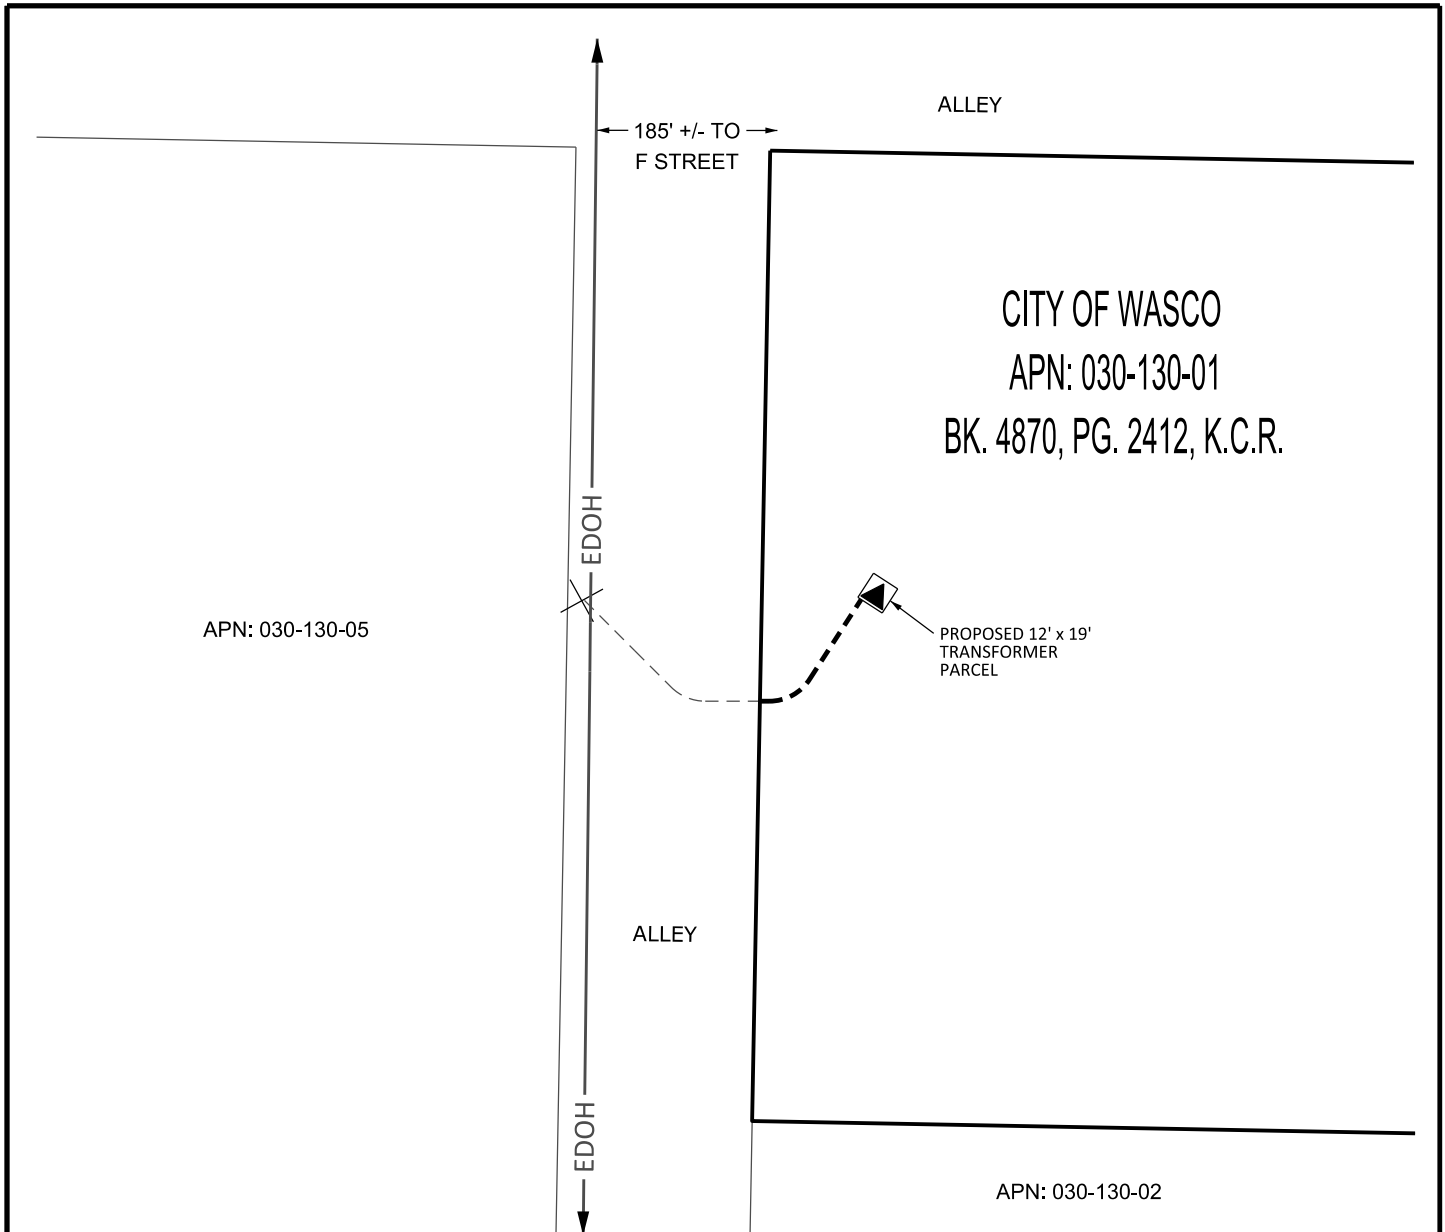 ALLEY
185' +/- TO
F STREET
CITY OF WASCO
APN: 030-130-01
BK. 4870, PG. 2412, K.C.R.
EDOH
APN: 030-130-05
PROPOSED 12' x 19'
TRANSFORMER
PARCEL
ALLEY
EDOH
APN: 030-130-02